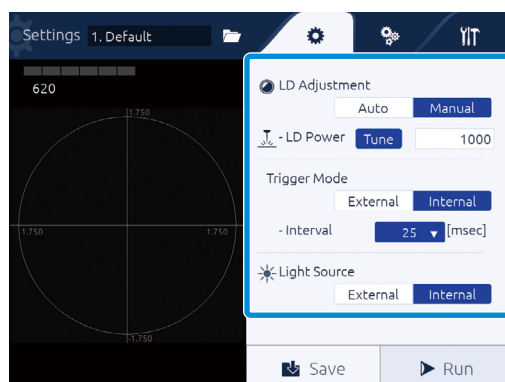 Settings 1. Default
620
1.750
-1.750 1.750
-1.750
LD Adjustment
Auto Manual
- LD Power Tune 1000
Trigger Mode
External Internal
- Interval 25 [msec]
Light Source
External Internal
Save Run